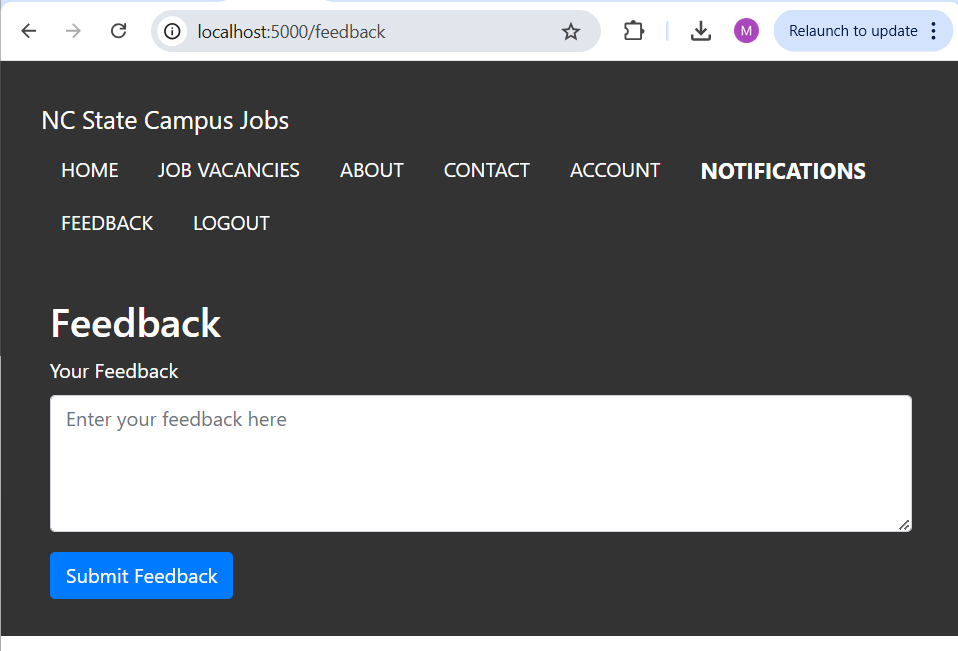 localhost:5000/feedback
M
Relaunch to update
NC State Campus Jobs
HOME JOB VACANCIES ABOUT CONTACT ACCOUNT NOTIFICATIONS
FEEDBACK LOGOUT
Feedback
Your Feedback
Enter your feedback here
Submit Feedback